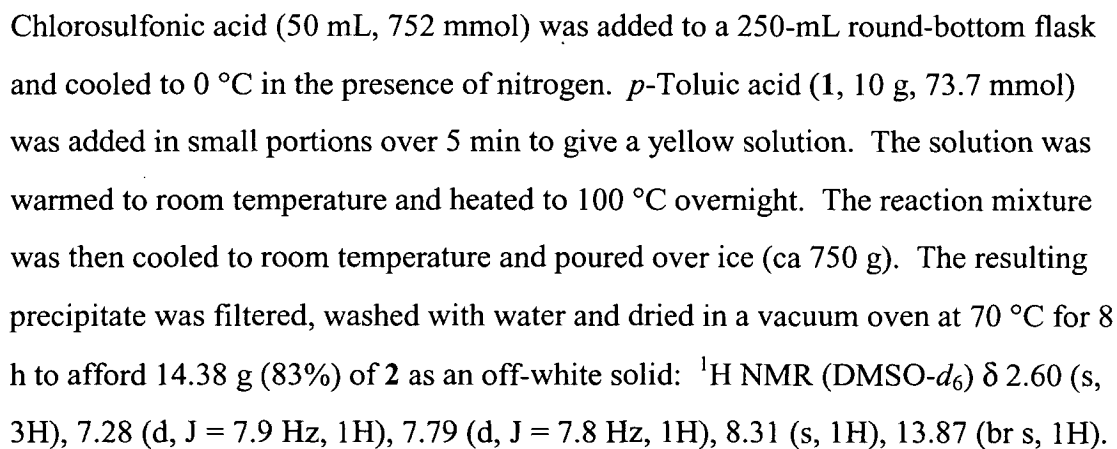 Chlorosulfonic acid (50 mL, 752 mmol) was added to a 250-mL round-bottom flask
and cooled to 0 °C in the presence of nitrogen. p-Toluic acid (1, 10 g, 73.7 mmol)
was added in small portions over 5 min to give a yellow solution. The solution was
warmed to room temperature and heated to 100 °C overnight. The reaction mixture
was then cooled to room temperature and poured over ice (ca 750 g). The resulting
precipitate was filtered, washed with water and dried in a vacuum oven at 70 °C for 8
h to afford 14.38 g (83%) of 2 as an off-white solid: ¹H NMR (DMSO-d₆) δ 2.60 (s,
3H), 7.28 (d, J = 7.9 Hz, 1H), 7.79 (d, J = 7.8 Hz, 1H), 8.31 (s, 1H), 13.87 (br s, 1H).